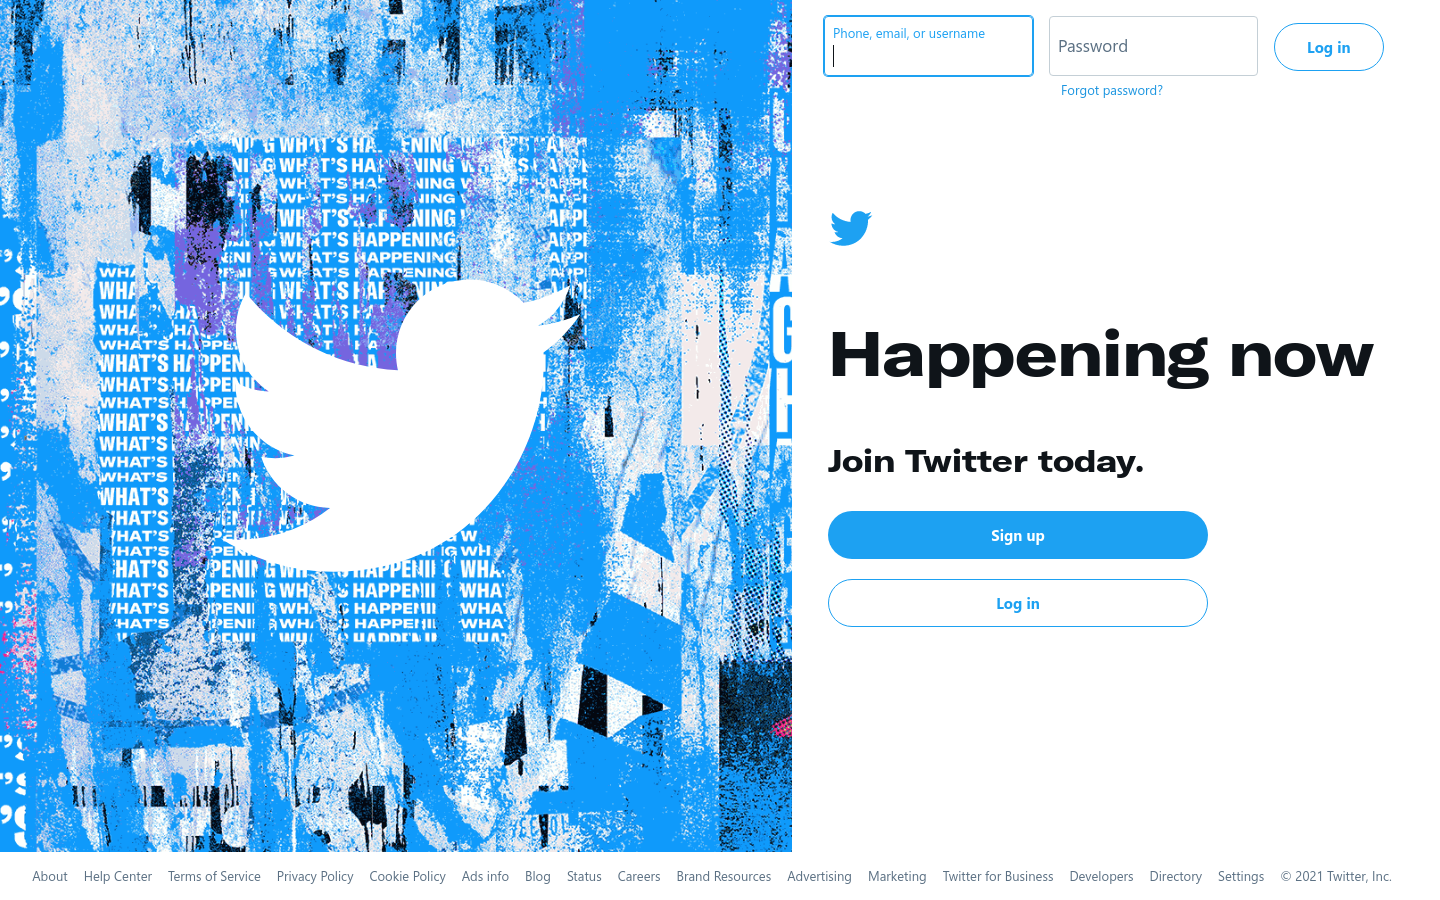 Phone, email, or username
Password
Log in
Forgot password?
Happening now
Join Twitter today.
Sign up
Log in
WHAT'S HAPPENING
About Help Center Terms of Service Privacy Policy Cookie Policy Ads info Blog Status Careers Brand Resources Advertising Marketing Twitter for Business Developers Directory Settings © 2021 Twitter, Inc.